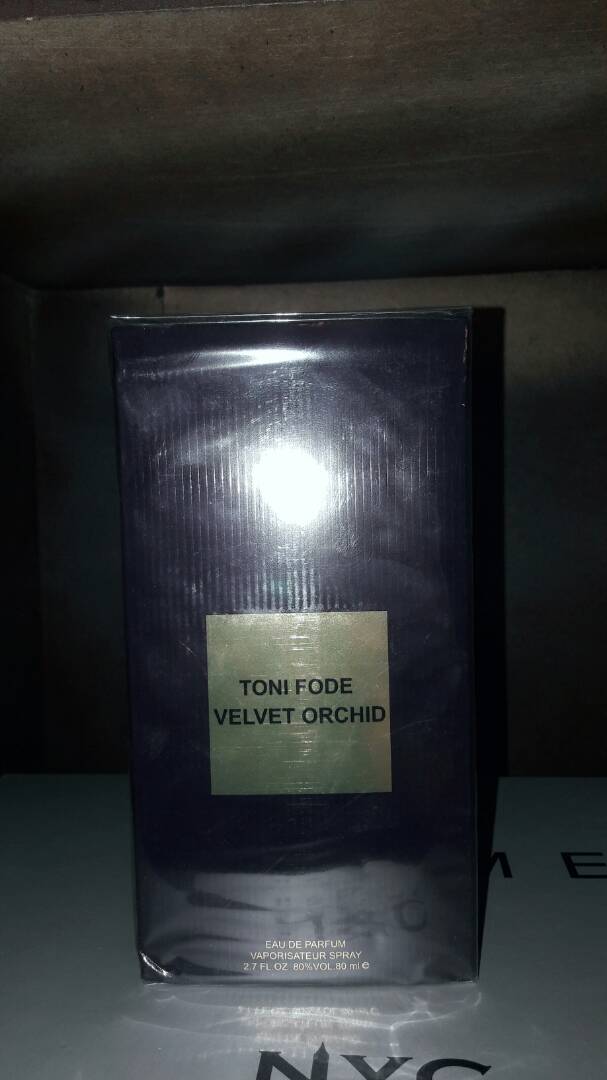 TONI FODE
VELVET ORCHID
EAU DE PARFUM
VAPORISATEUR SPRAY
2.7 FL OZ 80%VOL.80 ml ℮
M E
NYC